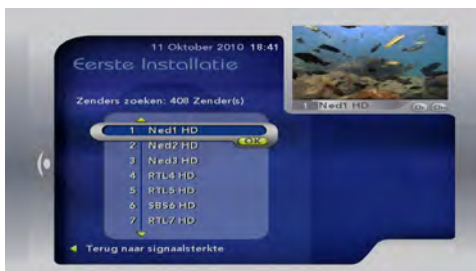 11 Oktober 2010 18:41
Eerste Installatie
Zenders zoeken: 408 Zender(s)
1 Ned1 HD
OK
2 Ned2 HD
3 Ned3 HD
4 RTL4 HD
5 RTL5 HD
6 SBS6 HD
7 RTL7 HD
Terug naar signaalsterkte
1 Ned1 HD